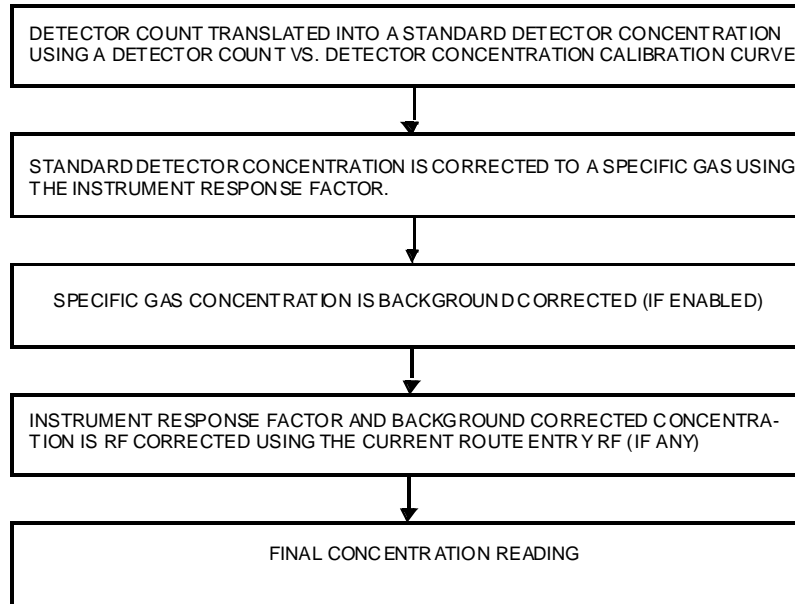 DETECTOR COUNT TRANSLATED INTO A STANDARD DETECTOR CONCENTRATION
USING A DETECTOR COUNT VS. DETECTOR CONCENTRATION CALIBRATION CURVE
STANDARD DETECTOR CONCENTRATION IS CORRECTED TO A SPECIFIC GAS USING
THE INSTRUMENT RESPONSE FACTOR.
SPECIFIC GAS CONCENTRATION IS BACKGROUND CORRECTED (IF ENABLED)
INSTRUMENT RESPONSE FACTOR AND BACKGROUND CORRECTED CONCENTRA-
TION IS RF CORRECTED USING THE CURRENT ROUTE ENTRY RF (IF ANY)
FINAL CONCENTRATION READING